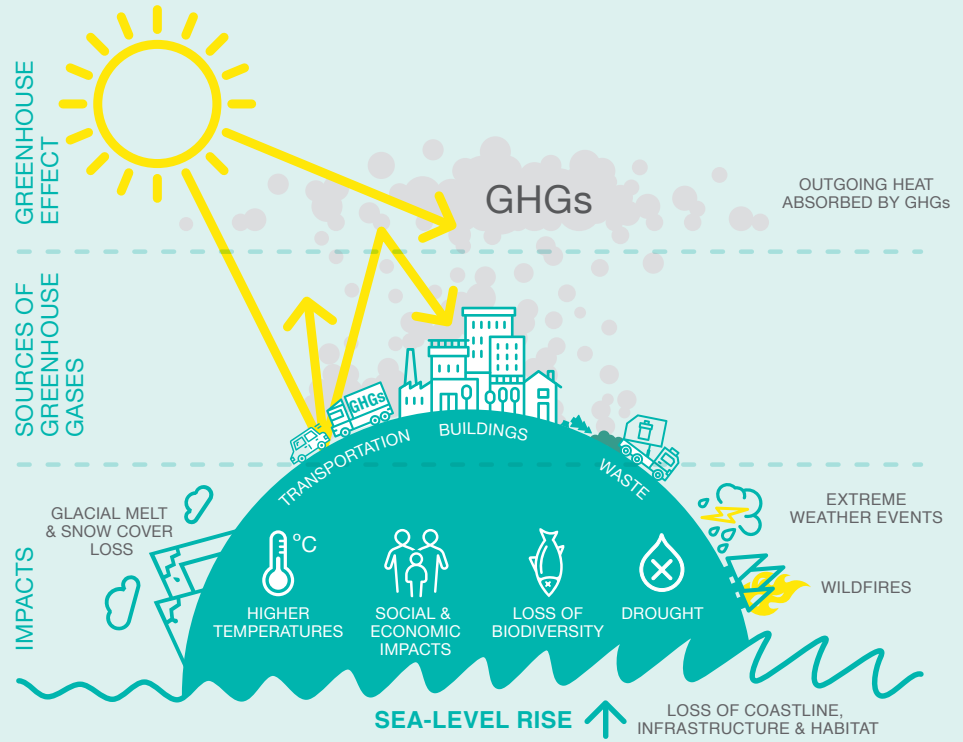 GREENHOUSE
EFFECT
GHGs
OUTGOING HEAT
ABSORBED BY GHGs
SOURCES OF
GREENHOUSE
GASES
GHGs
TRANSPORTATION
BUILDINGS
WASTE
IMPACTS
GLACIAL MELT
& SNOW COVER
LOSS
°C
HIGHER
TEMPERATURES
SOCIAL &
ECONOMIC
IMPACTS
LOSS OF
BIODIVERSITY
DROUGHT
EXTREME
WEATHER EVENTS
WILDFIRES
SEA-LEVEL RISE
LOSS OF COASTLINE,
INFRASTRUCTURE & HABITAT